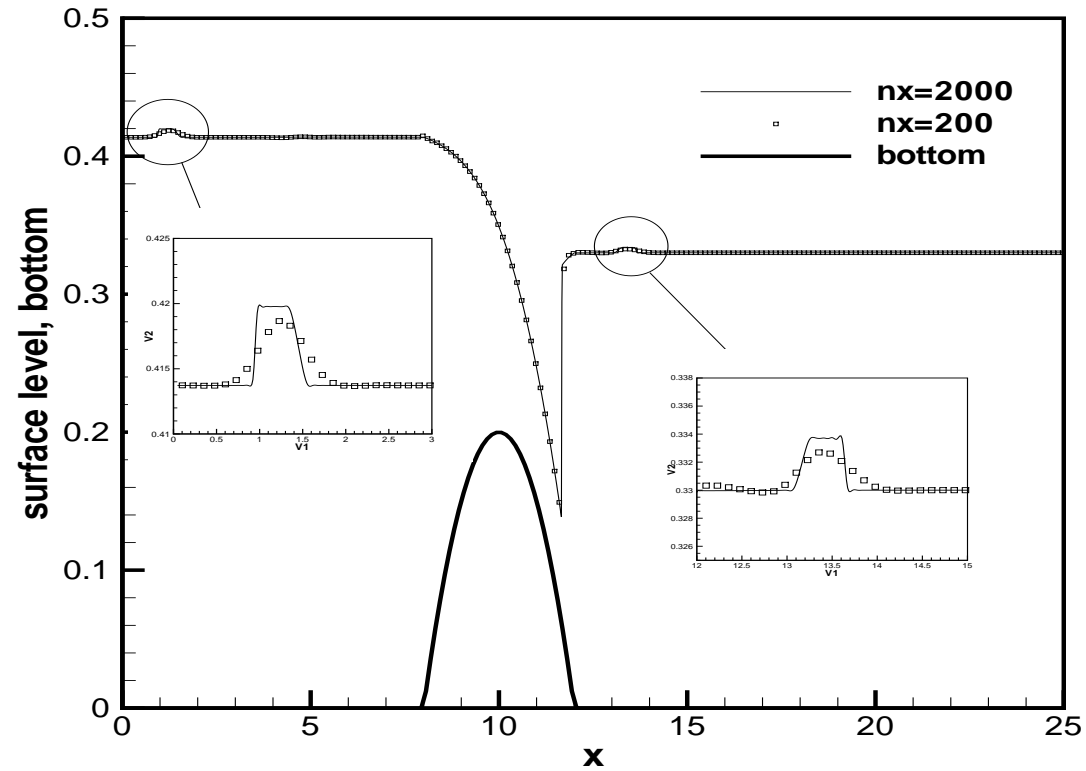 0.5
nx=2000
nx=200
bottom
0.4
0.3
0.2
0.1
0
surface level, bottom
0 5 10 15 20 25
x
0.425
0.42
0.415
0.41
V2
0 0.5 1 1.5 2 2.5 3
V1
0.338
0.336
0.334
0.332
0.33
0.328
0.326
V2
12 12.5 13 13.5 14 14.5 15
V1